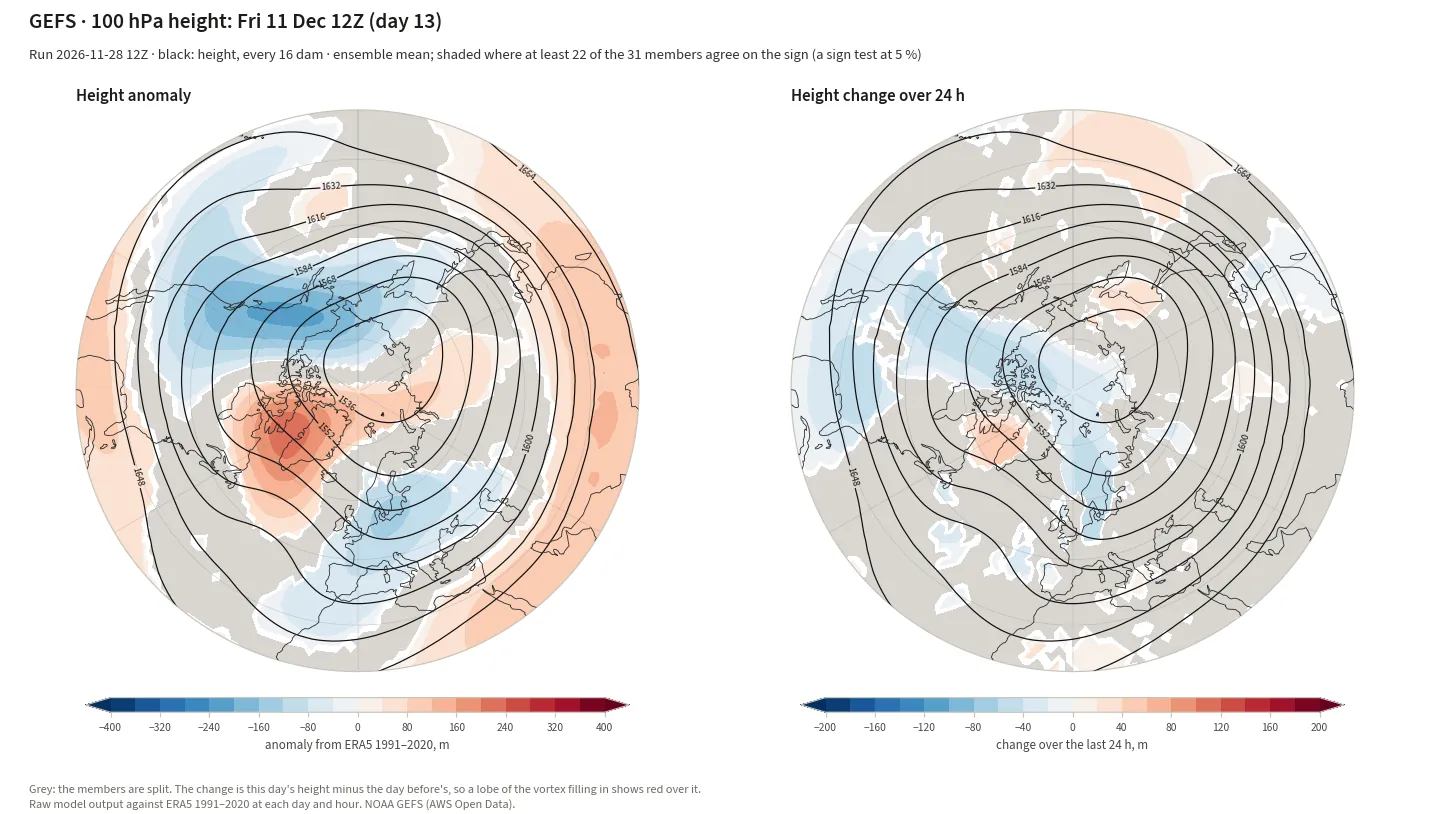 GEFS · 100 hPa height: Fri 11 Dec 12Z (day 13)
Run 2026-11-28 12Z · black: height, every 16 dam · ensemble mean; shaded where at least 22 of the 31 members agree on the sign (a sign test at 5 %)
Height anomaly
Height change over 24 h
1664
1632
1616
1584
1568
1536
1552
1600
1648
1664
1632
1616
1584
1568
1536
1552
1600
1648
−400 −320 −240 −160 −80 0 80 160 240 320 400
anomaly from ERA5 1991–2020, m
−200 −160 −120 −80 −40 0 40 80 120 160 200
change over the last 24 h, m
Grey: the members are split. The change is this day's height minus the day before's, so a lobe of the vortex filling in shows red over it.
Raw model output against ERA5 1991–2020 at each day and hour. NOAA GEFS (AWS Open Data).